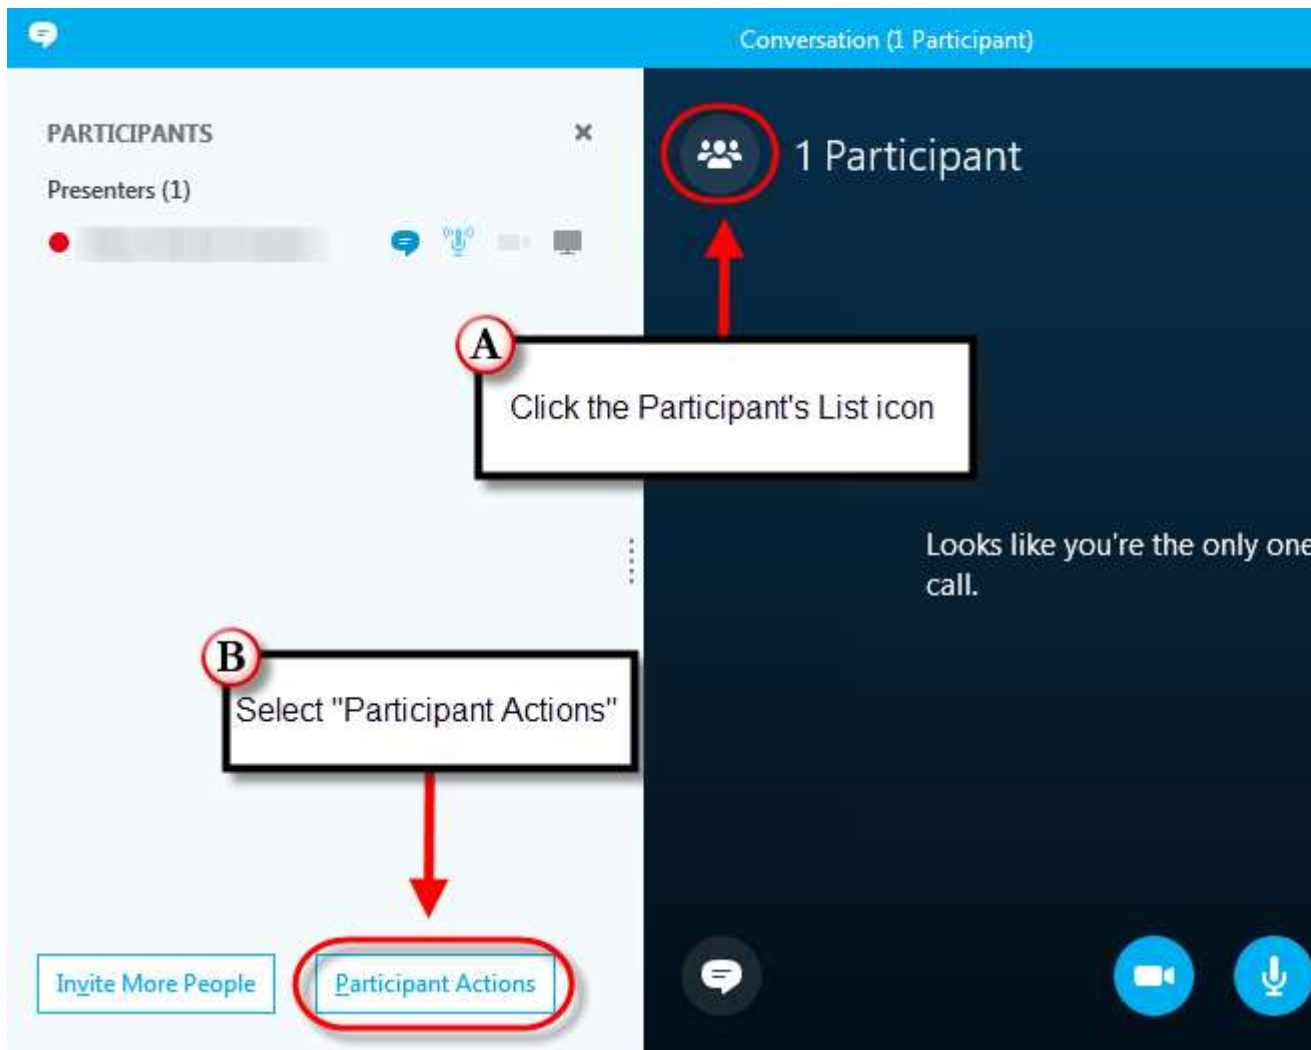 Conversation (1 Participant)
PARTICIPANTS
Presenters (1)
1 Participant
A
Click the Participant's List icon
Looks like you're the only one
call.
B
Select "Participant Actions"
Invite More People
Participant Actions